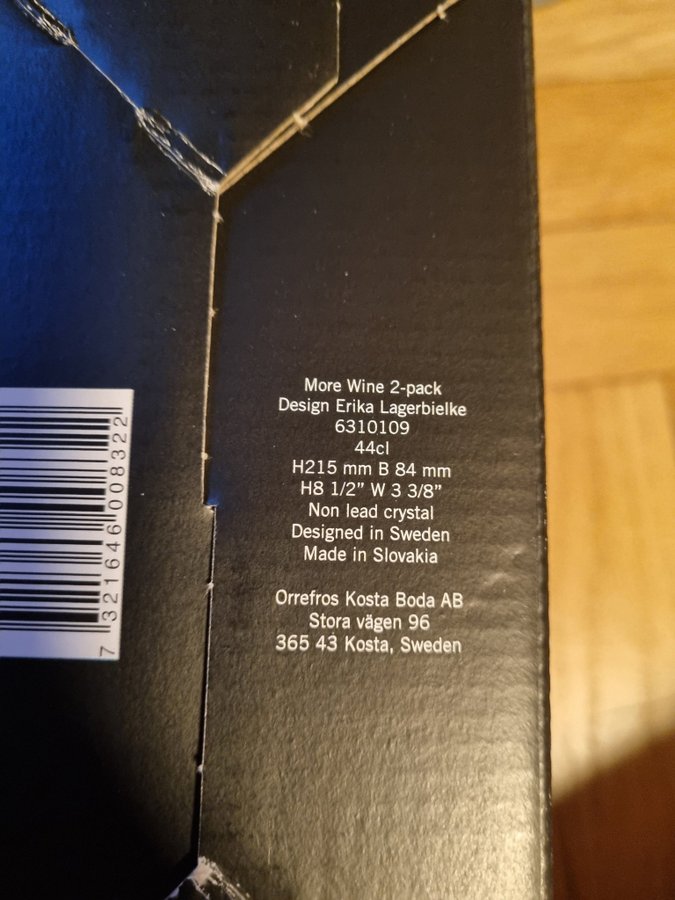 More Wine 2-pack
Design Erika Lagerbielke
6310109
44cl
H215 mm B 84 mm
H8 1/2” W 3 3/8”
Non lead crystal
Designed in Sweden
Made in Slovakia
Orrefros Kosta Boda AB
Stora vägen 96
365 43 Kosta, Sweden
7 321646 008322